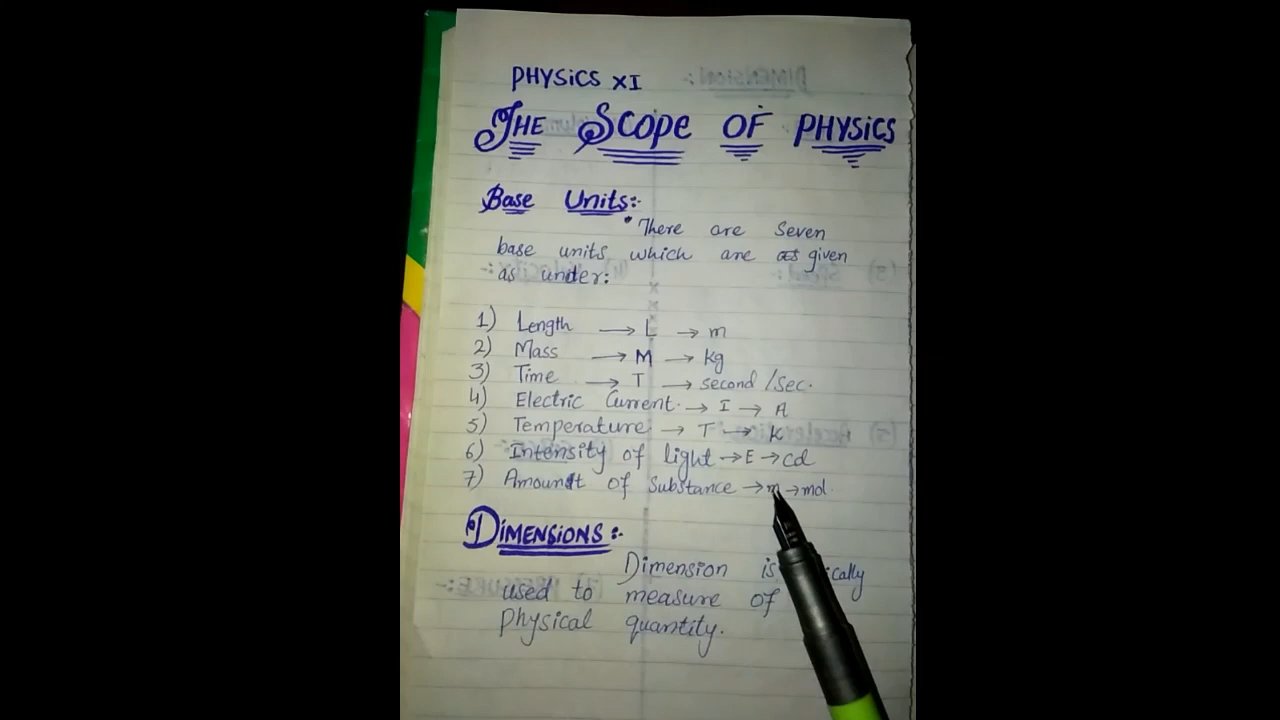 PHYSICS XI
THE SCOPE OF PHYSICS
Base Units:-
* There are Seven
base units which are as given
as under:
1) Length → L → m
2) Mass → M → kg
3) Time → T → second / sec.
4) Electric Current. → I → A
5) Temperature → T → K
6) Intensity of light → E → cd
7) Amount of Substance → m → mol.
DIMENSIONS:-
Dimension is
used to measure of
Physical quantity.